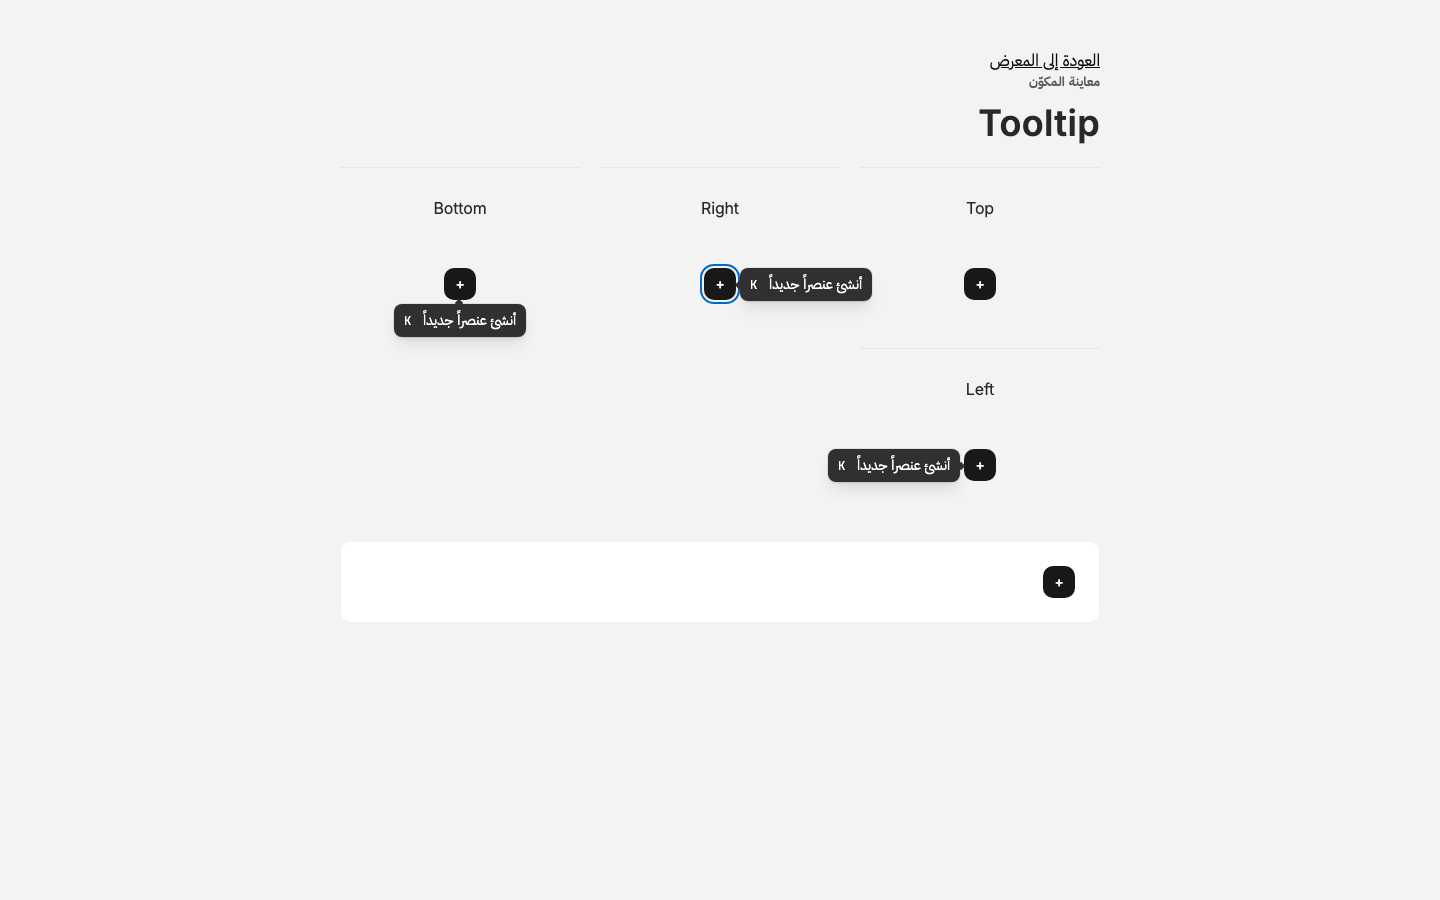 العودة إلى المعرض
معاينة المكوّن
Tooltip
Top
Right
Bottom
+
+
أنشئ عنصراً جديداً K
+
أنشئ عنصراً جديداً K
Left
+
أنشئ عنصراً جديداً K
+